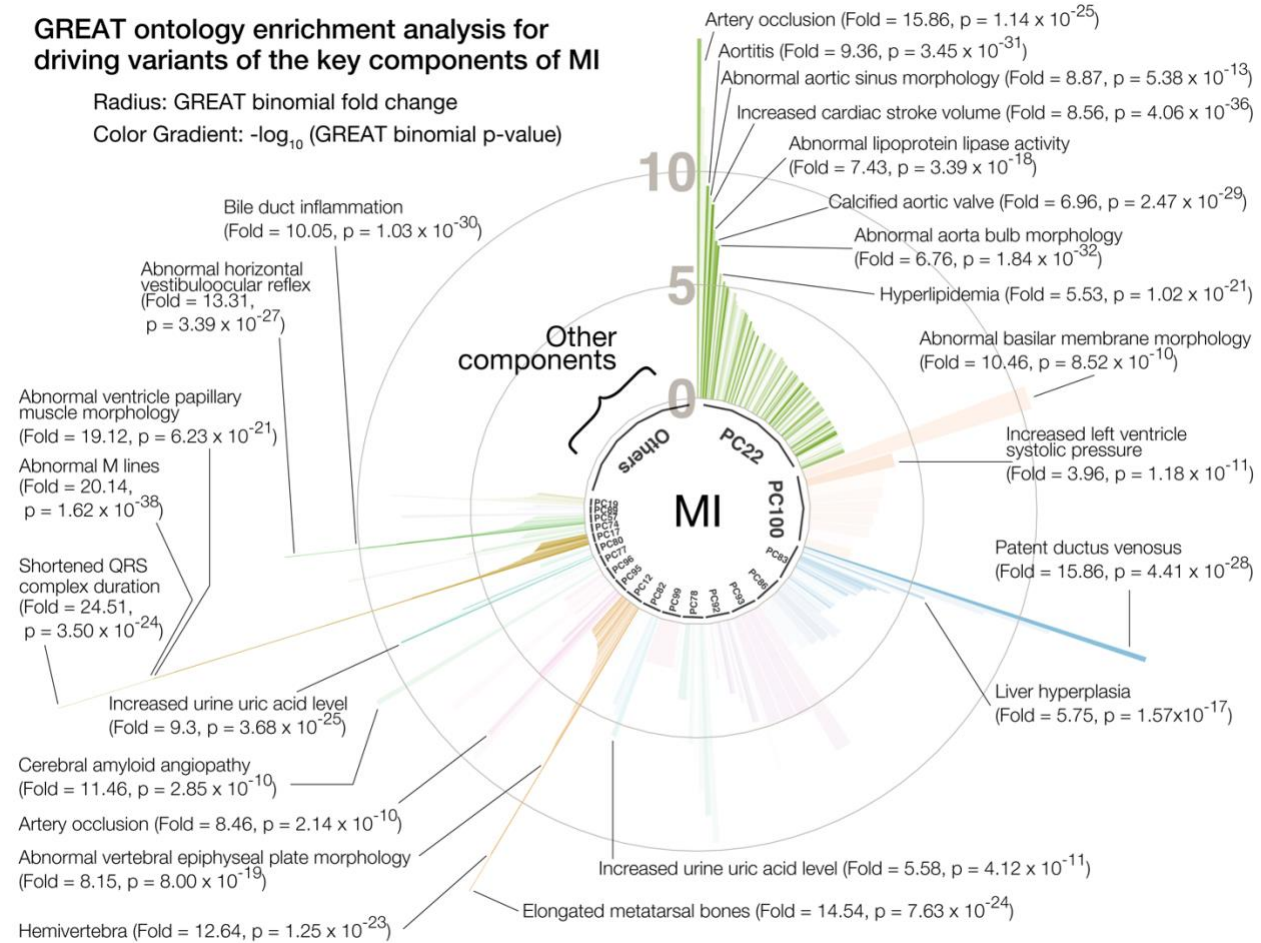 GREAT ontology enrichment analysis for
driving variants of the key components of MI
Radius: GREAT binomial fold change
Color Gradient: -log₁₀ (GREAT binomial p-value)
Artery occlusion (Fold = 15.86, p = 1.14 x 10⁻²⁵)
Aortitis (Fold = 9.36, p = 3.45 x 10⁻³¹)
Abnormal aortic sinus morphology (Fold = 8.87, p = 5.38 x 10⁻¹³)
Increased cardiac stroke volume (Fold = 8.56, p = 4.06 x 10⁻³⁶)
Abnormal lipoprotein lipase activity
(Fold = 7.43, p = 3.39 x 10⁻¹⁸)
Calcified aortic valve (Fold = 6.96, p = 2.47 x 10⁻²⁹)
Abnormal aorta bulb morphology
(Fold = 6.76, p = 1.84 x 10⁻³²)
Hyperlipidemia (Fold = 5.53, p = 1.02 x 10⁻²¹)
Abnormal basilar membrane morphology
(Fold = 10.46, p = 8.52 x 10⁻¹⁰)
Increased left ventricle
systolic pressure
(Fold = 3.96, p = 1.18 x 10⁻¹¹)
Patent ductus venosus
(Fold = 15.86, p = 4.41 x 10⁻²⁸)
Liver hyperplasia
(Fold = 5.75, p = 1.57x10⁻¹⁷)
Increased urine uric acid level (Fold = 5.58, p = 4.12 x 10⁻¹¹)
Elongated metatarsal bones (Fold = 14.54, p = 7.63 x 10⁻²⁴)
Bile duct inflammation
(Fold = 10.05, p = 1.03 x 10⁻³⁰)
Abnormal horizontal
vestibuloocular reflex
(Fold = 13.31,
p = 3.39 x 10⁻²⁷)
Abnormal ventricle papillary
muscle morphology
(Fold = 19.12, p = 6.23 x 10⁻²¹)
Abnormal M lines
(Fold = 20.14,
p = 1.62 x 10⁻³⁸)
Shortened QRS
complex duration
(Fold = 24.51,
p = 3.50 x 10⁻²⁴)
Increased urine uric acid level
(Fold = 9.3, p = 3.68 x 10⁻²⁵)
Cerebral amyloid angiopathy
(Fold = 11.46, p = 2.85 x 10⁻¹⁰)
Artery occlusion (Fold = 8.46, p = 2.14 x 10⁻¹⁰)
Abnormal vertebral epiphyseal plate morphology
(Fold = 8.15, p = 8.00 x 10⁻¹⁹)
Hemivertebra (Fold = 12.64, p = 1.25 x 10⁻²³)
Other
components
10
5
0
MI
PC22
PC100
PC83
PC86
PC93
PC92
PC78
PC99
PC82
PC12
PC95
PC96
PC77
PC80
PC17
PC74
PC19
Others